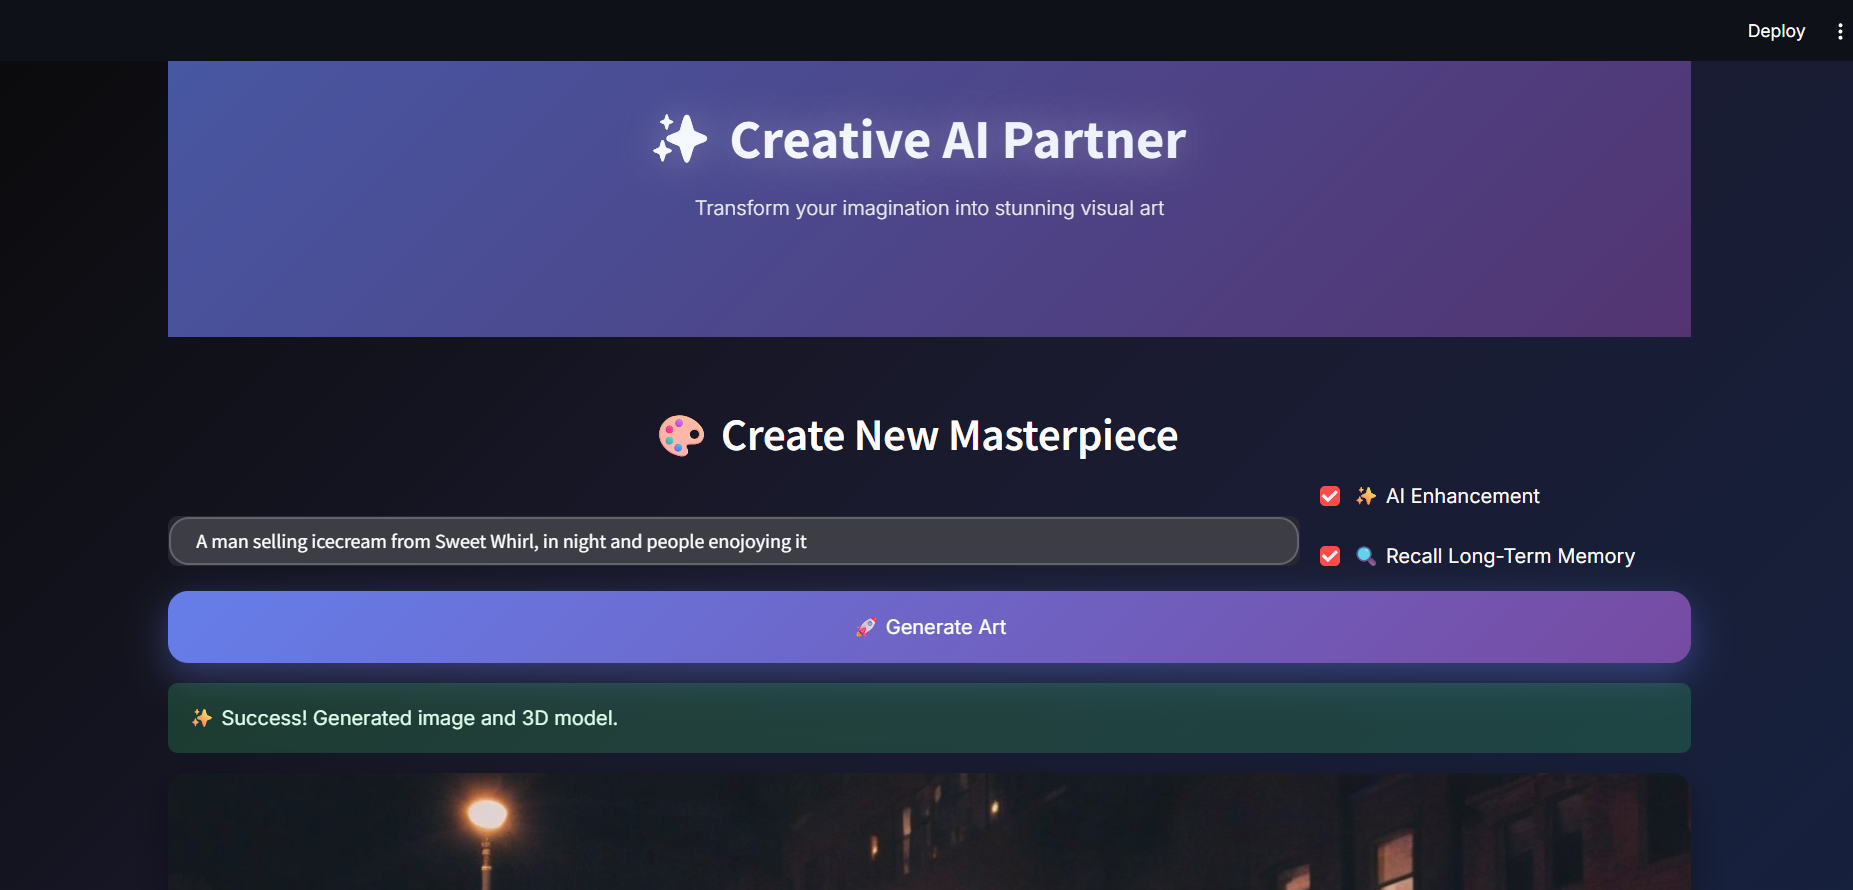 Deploy
Creative AI Partner
Transform your imagination into stunning visual art
Create New Masterpiece
AI Enhancement
A man selling icecream from Sweet Whirl, in night and people enojoying it
Recall Long-Term Memory
Generate Art
Success! Generated image and 3D model.